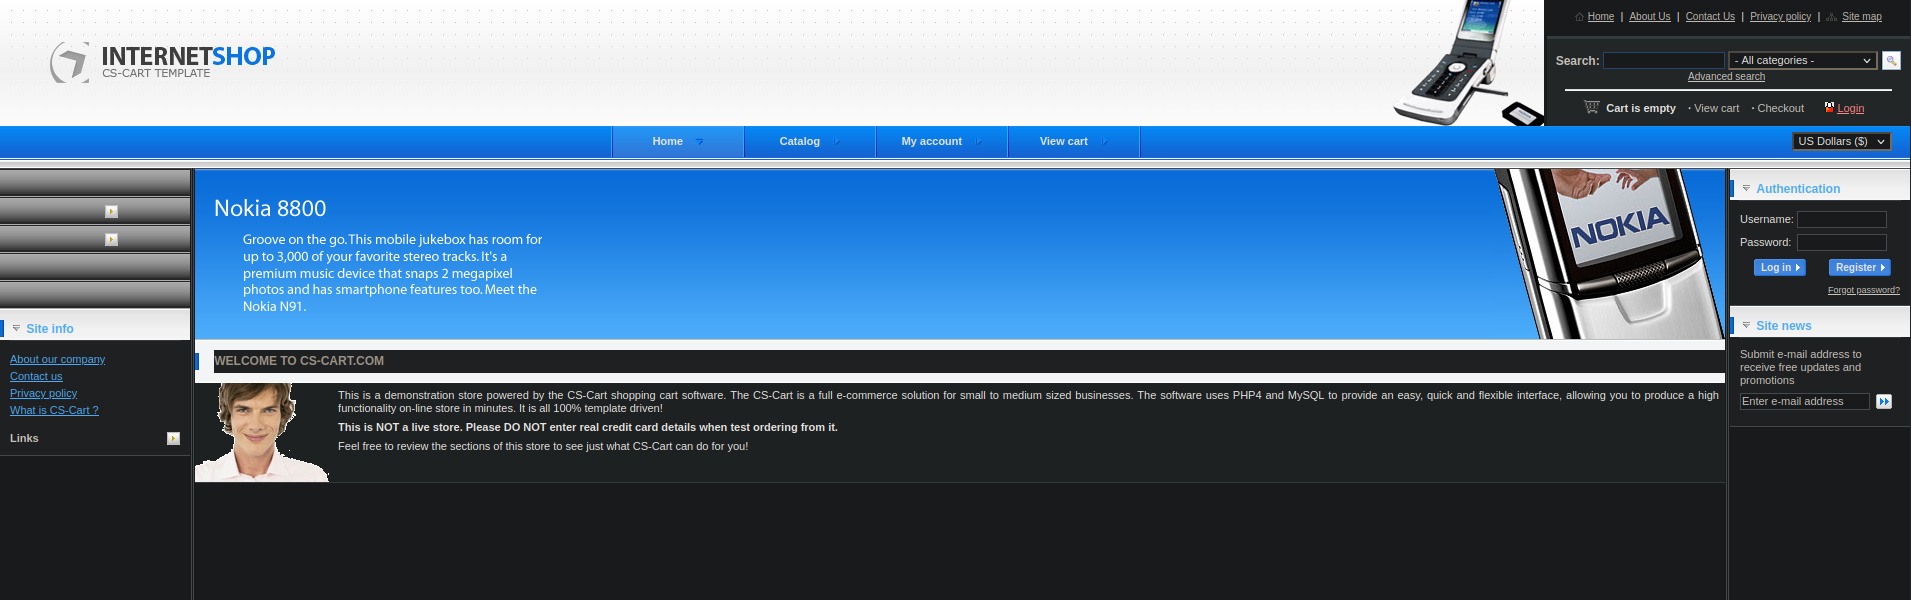 Home | About Us | Contact Us | Privacy policy | Site map
INTERNETSHOP
CS-CART TEMPLATE
Search: - All categories -
Advanced search
Cart is empty · View cart · Checkout Login
Home Catalog My account View cart US Dollars ($)
Nokia 8800
Groove on the go. This mobile jukebox has room for
up to 3,000 of your favorite stereo tracks. It's a
premium music device that snaps 2 megapixel
photos and has smartphone features too. Meet the
Nokia N91.
NOKIA
Authentication
Username:
Password:
Log in Register
Forgot password?
Site info
About our company
Contact us
Privacy policy
What is CS-Cart ?
Links
WELCOME TO CS-CART.COM
This is a demonstration store powered by the CS-Cart shopping cart software. The CS-Cart is a full e-commerce solution for small to medium sized businesses. The software uses PHP4 and MySQL to provide an easy, quick and flexible interface, allowing you to produce a high
functionality on-line store in minutes. It is all 100% template driven!
This is NOT a live store. Please DO NOT enter real credit card details when test ordering from it.
Feel free to review the sections of this store to see just what CS-Cart can do for you!
Site news
Submit e-mail address to
receive free updates and
promotions
Enter e-mail address